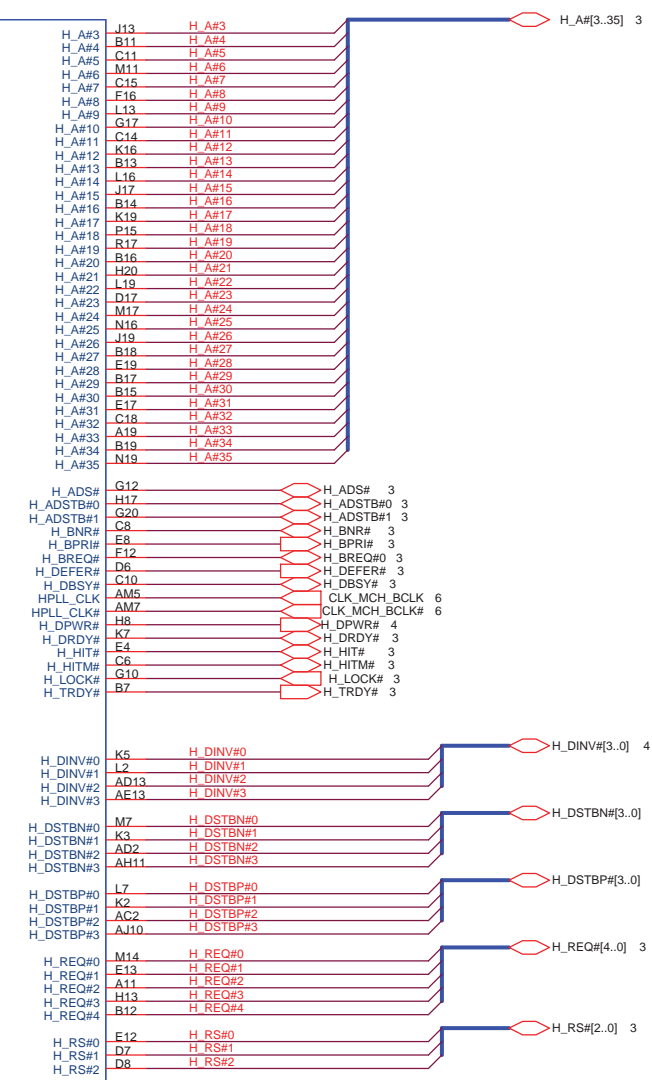 H_A#[3..35] 3
H_A#3 J13 H_A#3
H_A#4 B11 H_A#4
H_A#5 C11 H_A#5
H_A#6 M11 H_A#6
H_A#7 C15 H_A#7
H_A#8 F16 H_A#8
H_A#9 L13 H_A#9
H_A#10 G17 H_A#10
H_A#11 C14 H_A#11
H_A#12 K16 H_A#12
H_A#13 B13 H_A#13
H_A#14 L16 H_A#14
H_A#15 J17 H_A#15
H_A#16 B14 H_A#16
H_A#17 K19 H_A#17
H_A#18 P15 H_A#18
H_A#19 R17 H_A#19
H_A#20 B16 H_A#20
H_A#21 H20 H_A#21
H_A#22 L19 H_A#22
H_A#23 D17 H_A#23
H_A#24 M17 H_A#24
H_A#25 N16 H_A#25
H_A#26 J19 H_A#26
H_A#27 B18 H_A#27
H_A#28 E19 H_A#28
H_A#29 B17 H_A#29
H_A#30 B15 H_A#30
H_A#31 E17 H_A#31
H_A#32 C18 H_A#32
H_A#33 A19 H_A#33
H_A#34 B19 H_A#34
H_A#35 N19 H_A#35
H_ADS# G12 H_ADS# 3
H_ADSTB#0 H17 H_ADSTB#0 3
H_ADSTB#1 G20 H_ADSTB#1 3
H_BNR# C8 H_BNR# 3
H_BPRI# E8 H_BPRI# 3
H_BREQ# F12 H_BREQ#0 3
H_DEFER# D6 H_DEFER# 3
H_DBSY# C10 H_DBSY# 3
HPLL_CLK AM5 CLK_MCH_BCLK 6
HPLL_CLK# AM7 CLK_MCH_BCLK# 6
H_DPWR# H8 H_DPWR# 4
H_DRDY# K7 H_DRDY# 3
H_HIT# E4 H_HIT# 3
H_HITM# C6 H_HITM# 3
H_LOCK# G10 H_LOCK# 3
H_TRDY# B7 H_TRDY# 3
H_DINV#[3..0] 4
H_DINV#0 K5 H_DINV#0
H_DINV#1 L2 H_DINV#1
H_DINV#2 AD13 H_DINV#2
H_DINV#3 AE13 H_DINV#3
H_DSTBN#[3..0]
H_DSTBN#0 M7 H_DSTBN#0
H_DSTBN#1 K3 H_DSTBN#1
H_DSTBN#2 AD2 H_DSTBN#2
H_DSTBN#3 AH11 H_DSTBN#3
H_DSTBP#[3..0]
H_DSTBP#0 L7 H_DSTBP#0
H_DSTBP#1 K2 H_DSTBP#1
H_DSTBP#2 AC2 H_DSTBP#2
H_DSTBP#3 AJ10 H_DSTBP#3
H_REQ#[4..0] 3
H_REQ#0 M14 H_REQ#0
H_REQ#1 E13 H_REQ#1
H_REQ#2 A11 H_REQ#2
H_REQ#3 H13 H_REQ#3
H_REQ#4 B12 H_REQ#4
H_RS#[2..0] 3
H_RS#0 E12 H_RS#0
H_RS#1 D7 H_RS#1
H_RS#2 D8 H_RS#2